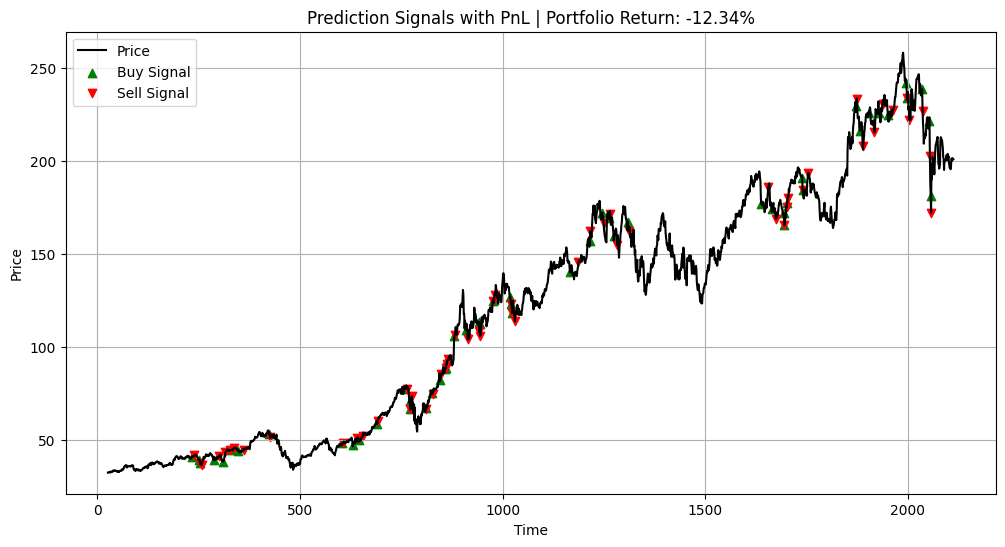 Prediction Signals with PnL | Portfolio Return: -12.34%
Price
Buy Signal
Sell Signal
250
200
150
100
50
Price
0
500
1000
1500
2000
Time